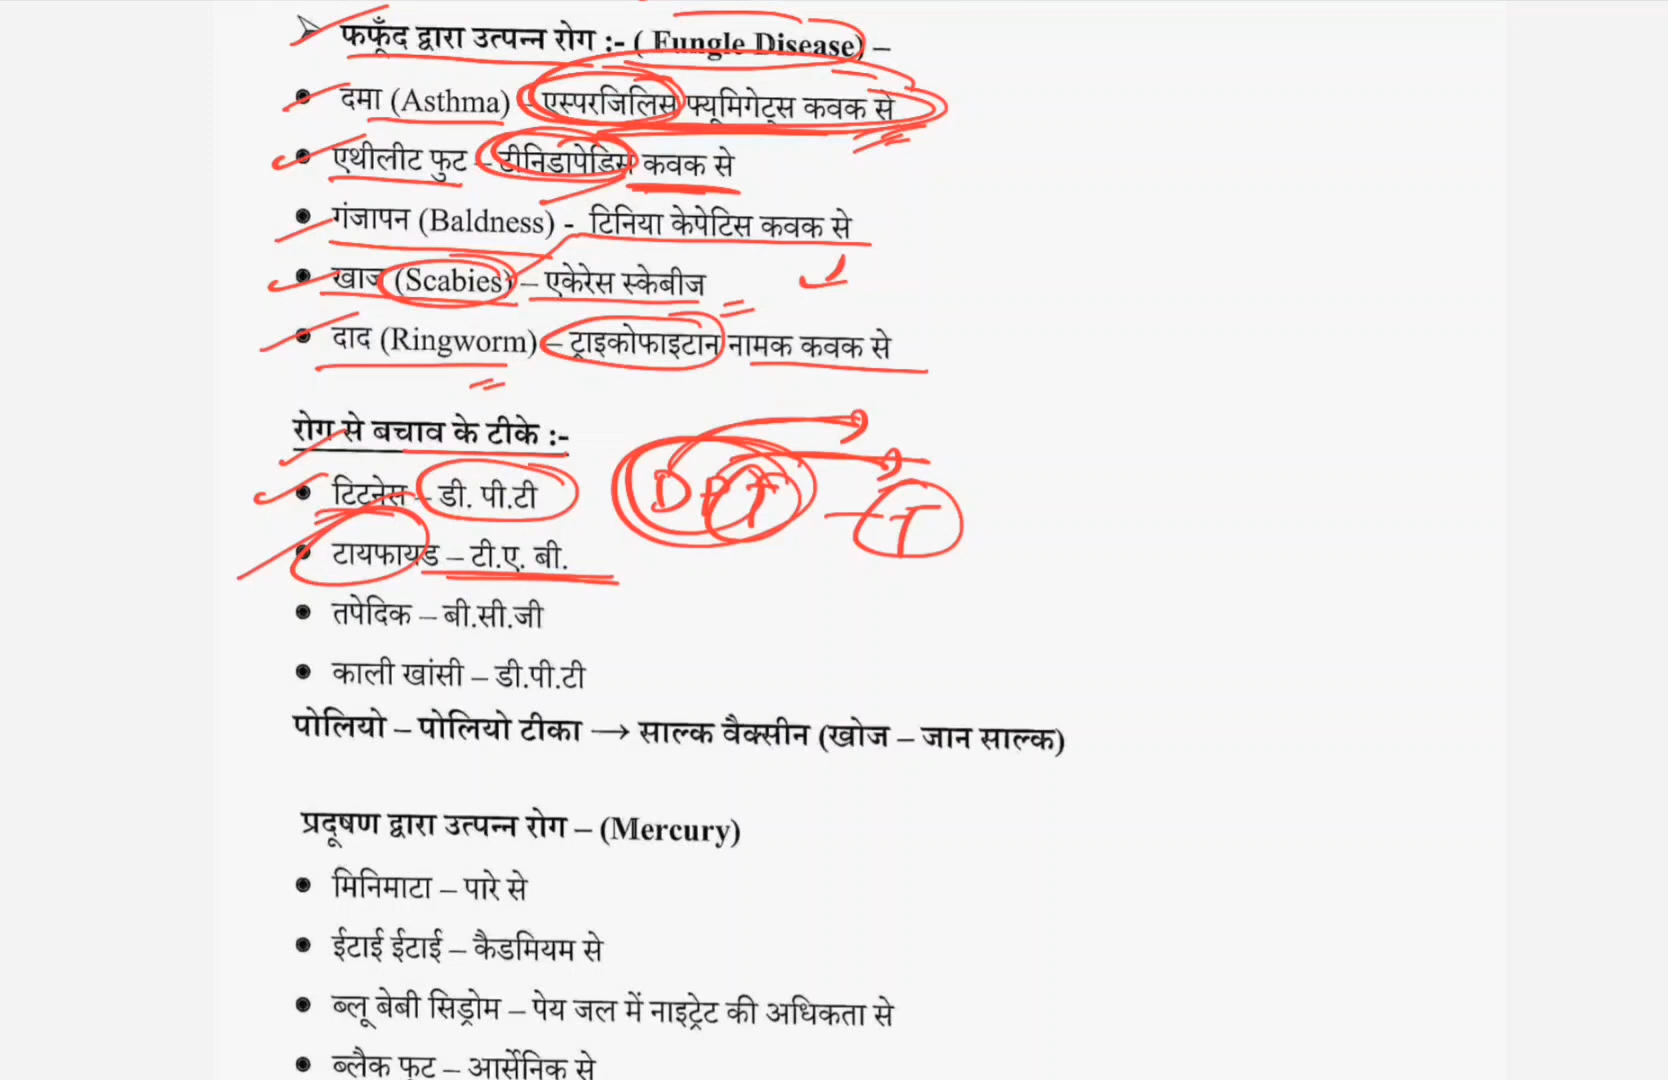 ➢ फफूँद द्वारा उत्पन्न रोग :- ( Fungle Disease) –
• दमा (Asthma) – एस्परजिलिस फ्यूमिगेट्स कवक से
• एथीलीट फुट – टीनिडापेडिस कवक से
• गंजापन (Baldness) - टिनिया केपेटिस कवक से
• खाज (Scabies) – एकेरेस स्केबीज
• दाद (Ringworm) – ट्राइकोफाइटान नामक कवक से
रोग से बचाव के टीके :-
• टिटनेस – डी. पी.टी DPT – T
• टायफायड – टी.ए. बी.
• तपेदिक – बी.सी.जी
• काली खांसी – डी.पी.टी
पोलियो – पोलियो टीका → साल्क वैक्सीन (खोज – जान साल्क)
प्रदूषण द्वारा उत्पन्न रोग – (Mercury)
• मिनिमाटा – पारे से
• ईटाई ईटाई – कैडमियम से
• ब्लू बेबी सिड्रोम – पेय जल में नाइट्रेट की अधिकता से
• ब्लैक फुट – आर्सेनिक से